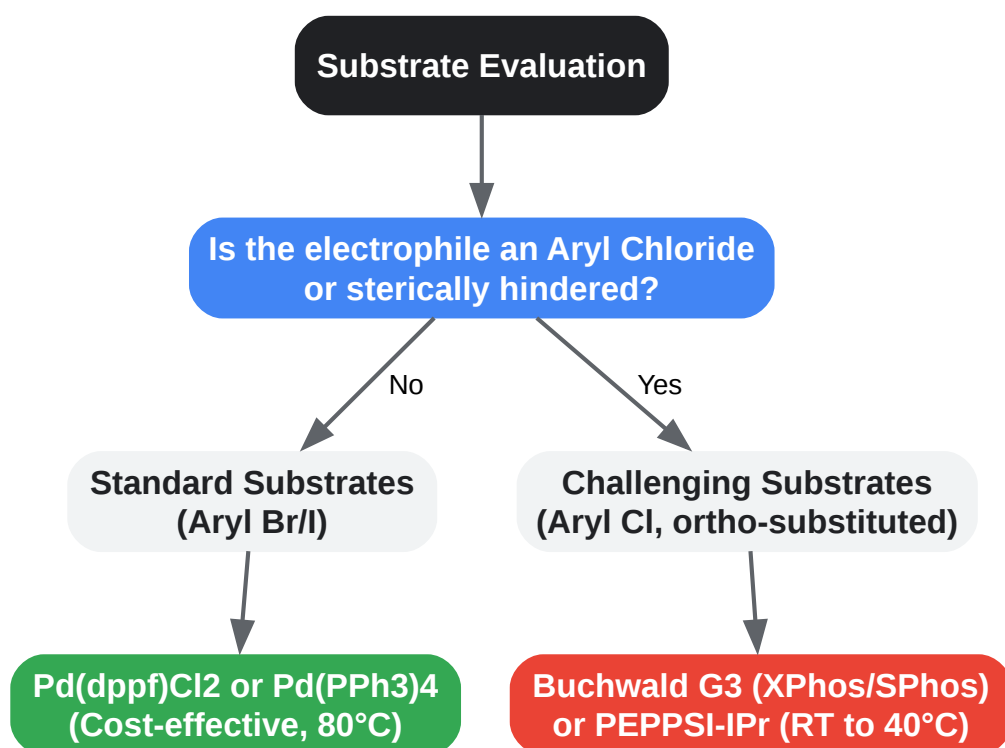 Substrate Evaluation
Is the electrophile an Aryl Chloride
or sterically hindered?
No
Yes
Standard Substrates
(Aryl Br/I)
Challenging Substrates
(Aryl Cl, ortho-substituted)
Pd(dppf)Cl2 or Pd(PPh3)4
(Cost-effective, 80°C)
Buchwald G3 (XPhos/SPhos)
or PEPPSI-IPr (RT to 40°C)